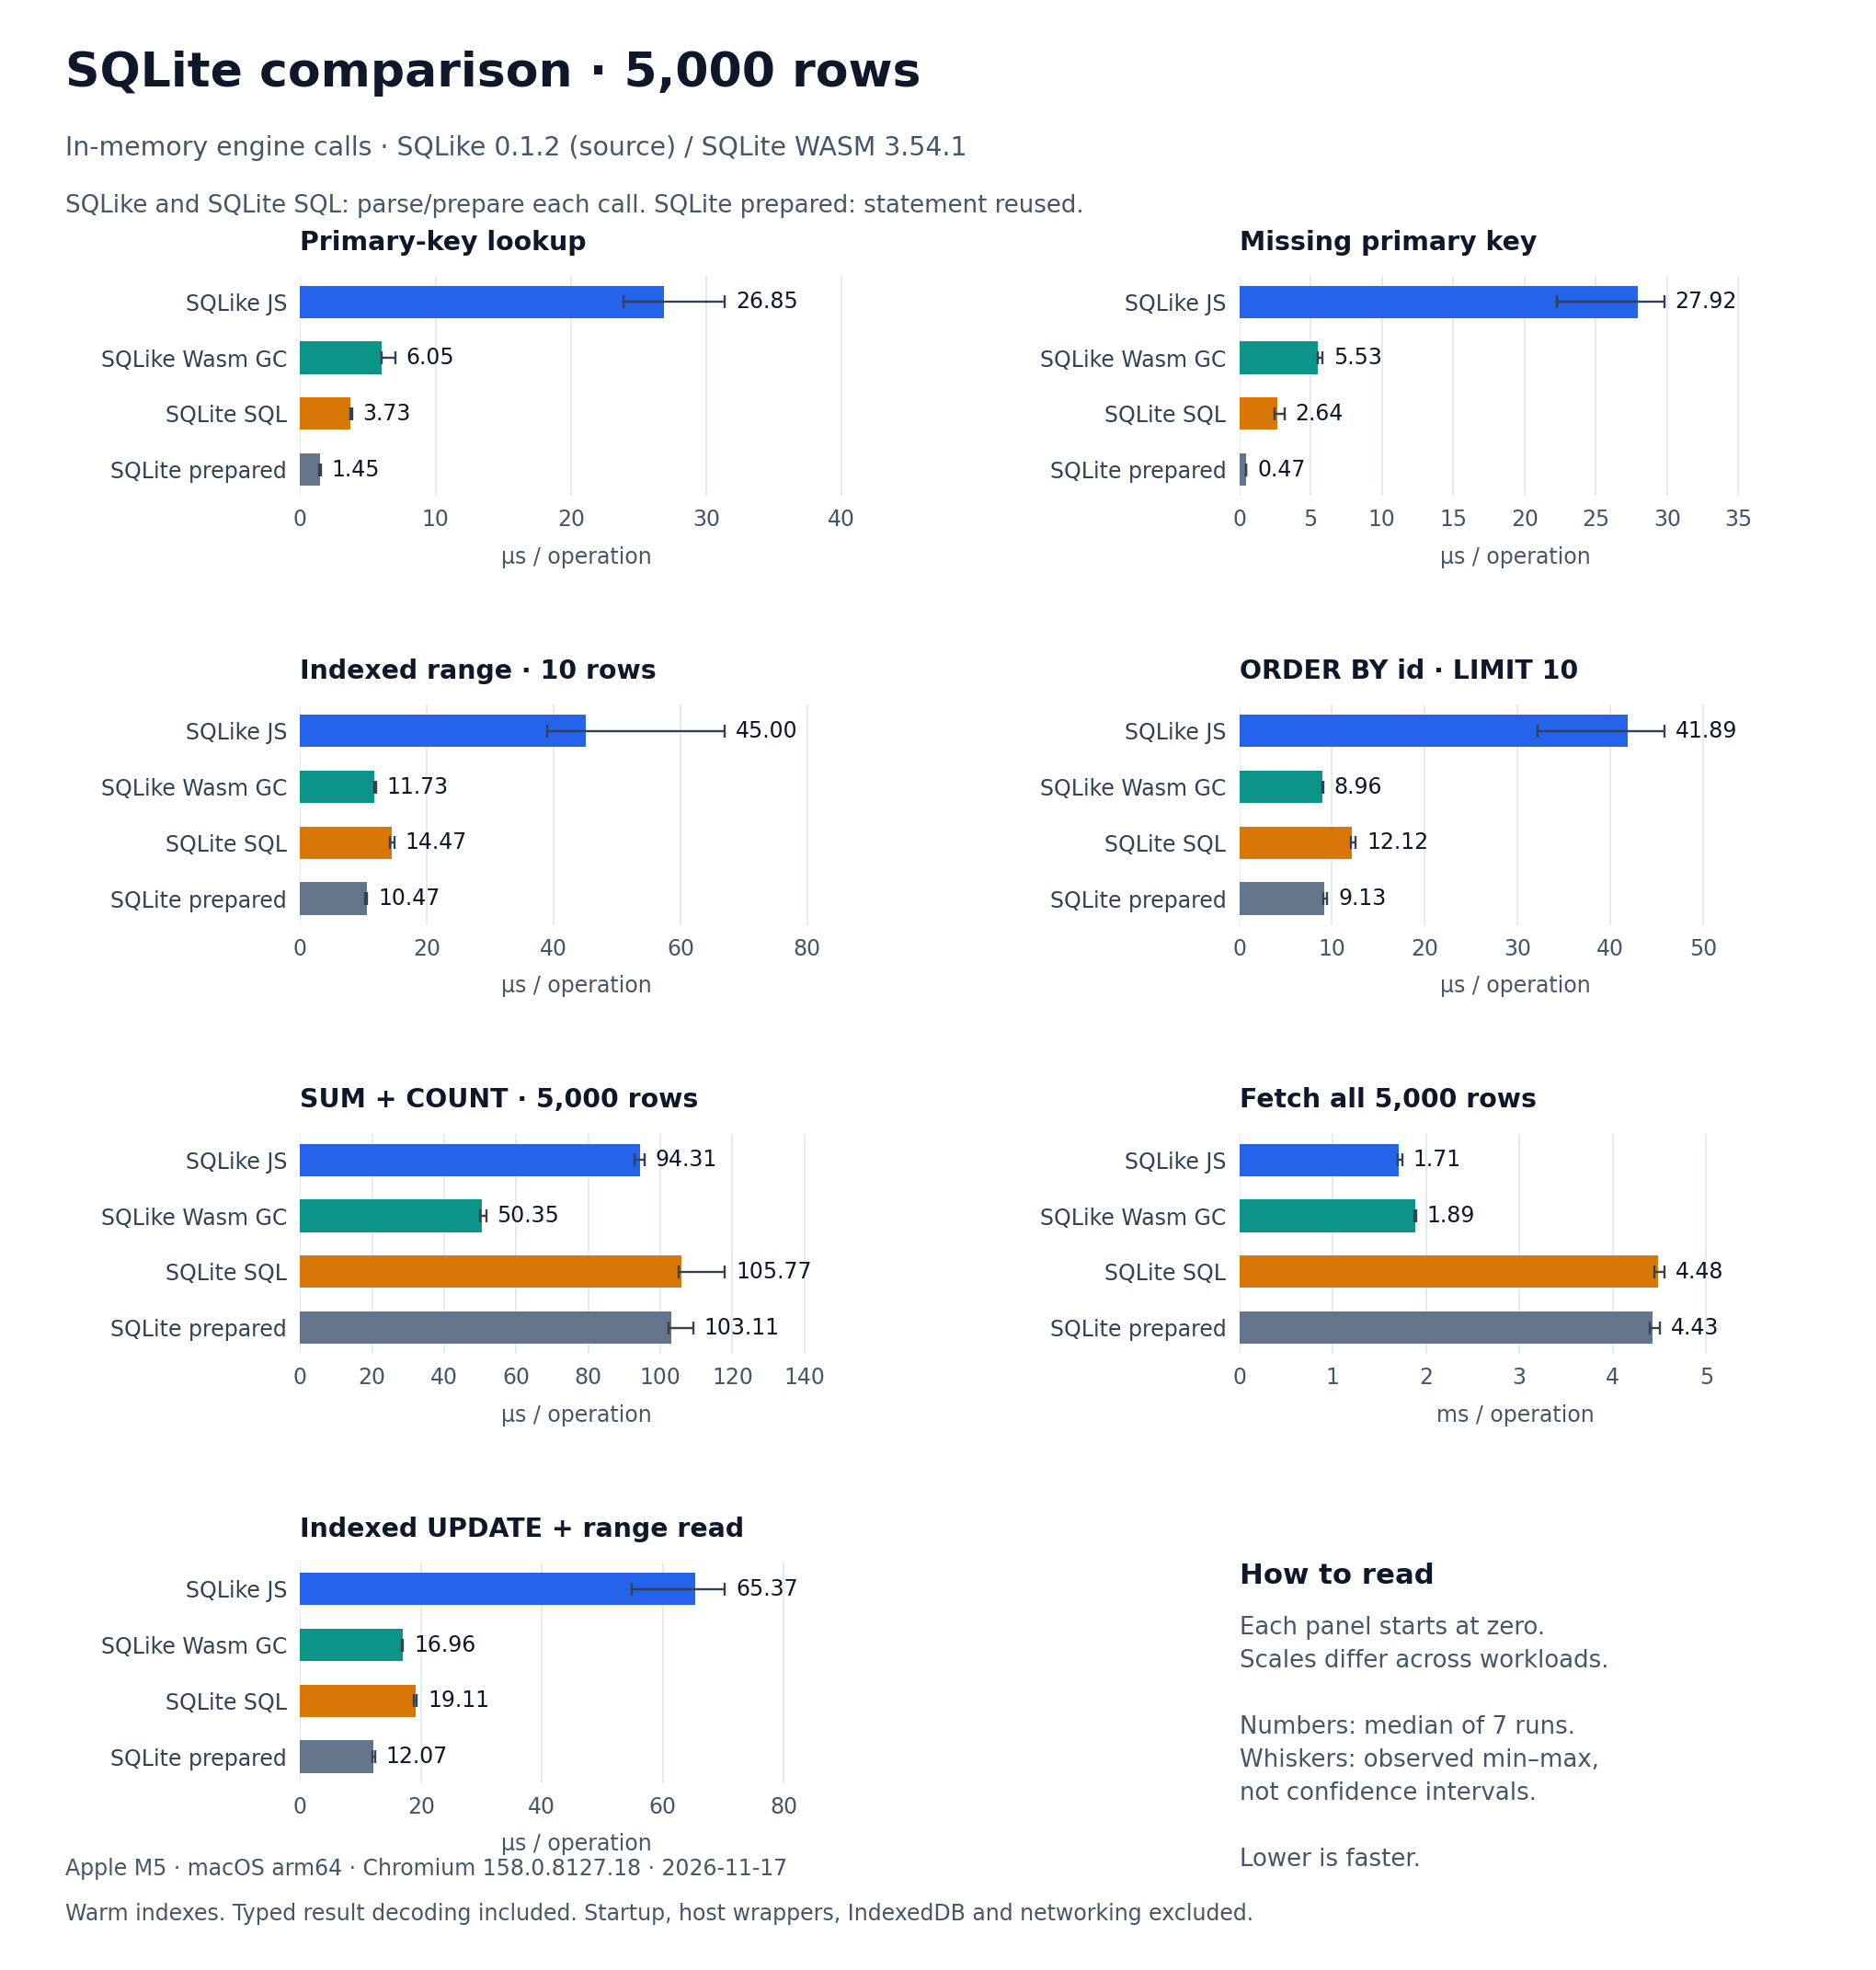 SQLite comparison · 5,000 rows
In-memory engine calls · SQLike 0.1.2 (source) / SQLite WASM 3.54.1
SQLike and SQLite SQL: parse/prepare each call. SQLite prepared: statement reused.
Primary-key lookup
SQLike JS
26.85
SQLike Wasm GC
6.05
SQLite SQL
3.73
SQLite prepared
1.45
0 10 20 30 40
µs / operation
Missing primary key
SQLike JS
27.92
SQLike Wasm GC
5.53
SQLite SQL
2.64
SQLite prepared
0.47
0 5 10 15 20 25 30 35
µs / operation
Indexed range · 10 rows
SQLike JS
45.00
SQLike Wasm GC
11.73
SQLite SQL
14.47
SQLite prepared
10.47
0 20 40 60 80
µs / operation
ORDER BY id · LIMIT 10
SQLike JS
41.89
SQLike Wasm GC
8.96
SQLite SQL
12.12
SQLite prepared
9.13
0 10 20 30 40 50
µs / operation
SUM + COUNT · 5,000 rows
SQLike JS
94.31
SQLike Wasm GC
50.35
SQLite SQL
105.77
SQLite prepared
103.11
0 20 40 60 80 100 120 140
µs / operation
Fetch all 5,000 rows
SQLike JS
1.71
SQLike Wasm GC
1.89
SQLite SQL
4.48
SQLite prepared
4.43
0 1 2 3 4 5
ms / operation
Indexed UPDATE + range read
SQLike JS
65.37
SQLike Wasm GC
16.96
SQLite SQL
19.11
SQLite prepared
12.07
0 20 40 60 80
µs / operation
How to read
Each panel starts at zero.
Scales differ across workloads.
Numbers: median of 7 runs.
Whiskers: observed min–max,
not confidence intervals.
Lower is faster.
Apple M5 · macOS arm64 · Chromium 158.0.8127.18 · 2026-11-17
Warm indexes. Typed result decoding included. Startup, host wrappers, IndexedDB and networking excluded.